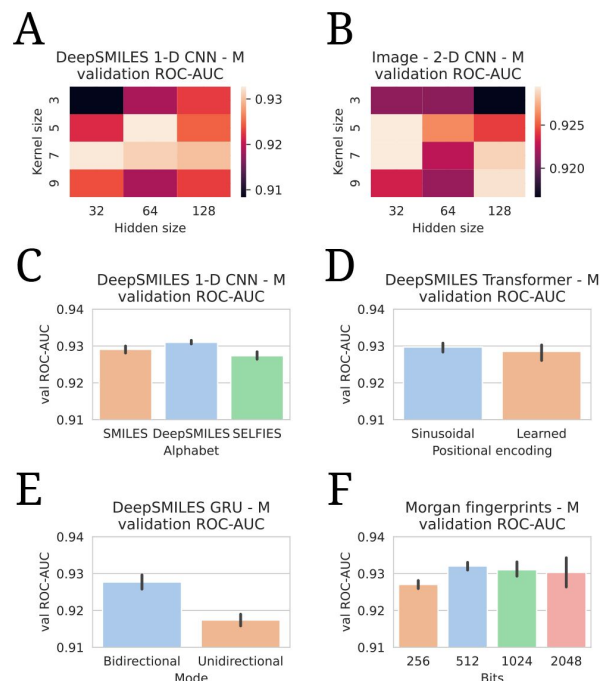 A
DeepSMILES 1-D CNN - M
validation ROC-AUC
Kernel size
3
5
7
9
32 64 128
Hidden size
0.93
0.92
0.91
B
Image - 2-D CNN - M
validation ROC-AUC
Kernel size
3
5
7
9
32 64 128
Hidden size
0.925
0.920
C
DeepSMILES 1-D CNN - M
validation ROC-AUC
val ROC-AUC
0.94
0.93
0.92
0.91
SMILES DeepSMILES SELFIES
Alphabet
D
DeepSMILES Transformer - M
validation ROC-AUC
val ROC-AUC
0.94
0.93
0.92
0.91
Sinusoidal Learned
Positional encoding
E
DeepSMILES GRU - M
validation ROC-AUC
val ROC-AUC
0.94
0.93
0.92
0.91
Bidirectional Unidirectional
Mode
F
Morgan fingerprints - M
validation ROC-AUC
val ROC-AUC
0.94
0.93
0.92
0.91
256 512 1024 2048
Bits